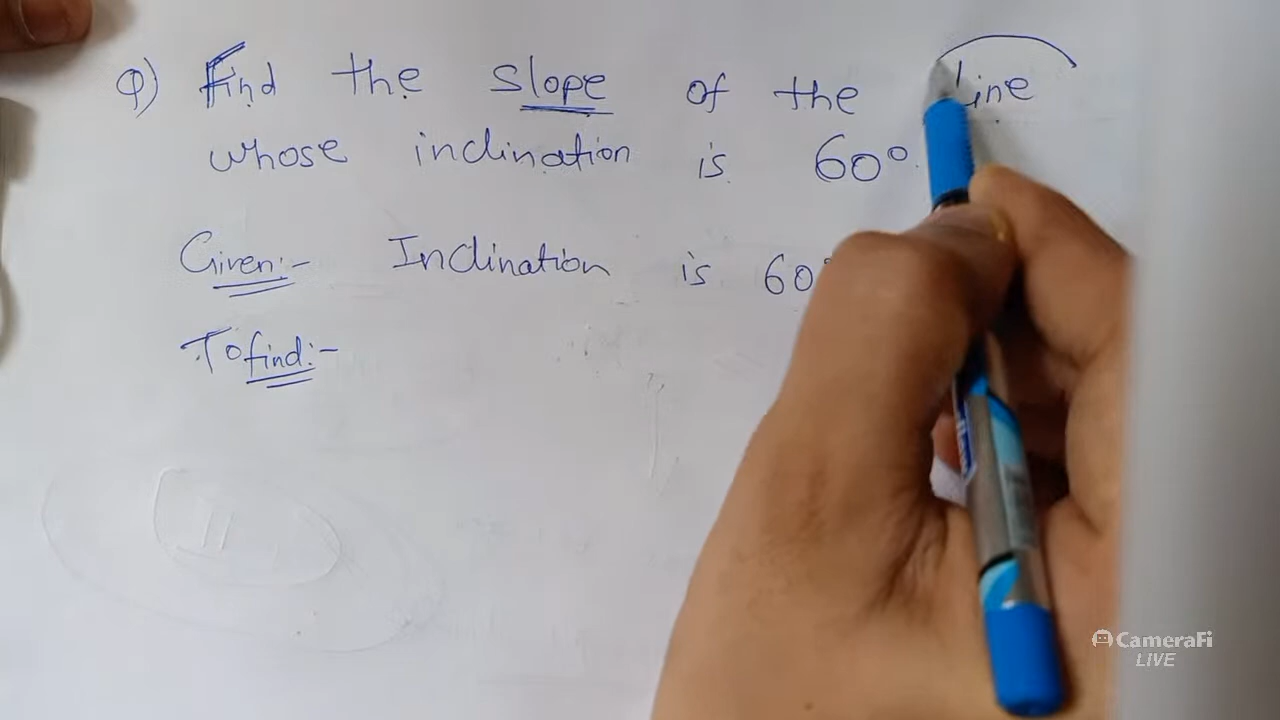 Q) Find the slope of the Line
whose inclination is 60°.
Given:- Inclination is 60°
To find:-
CameraFi
LIVE